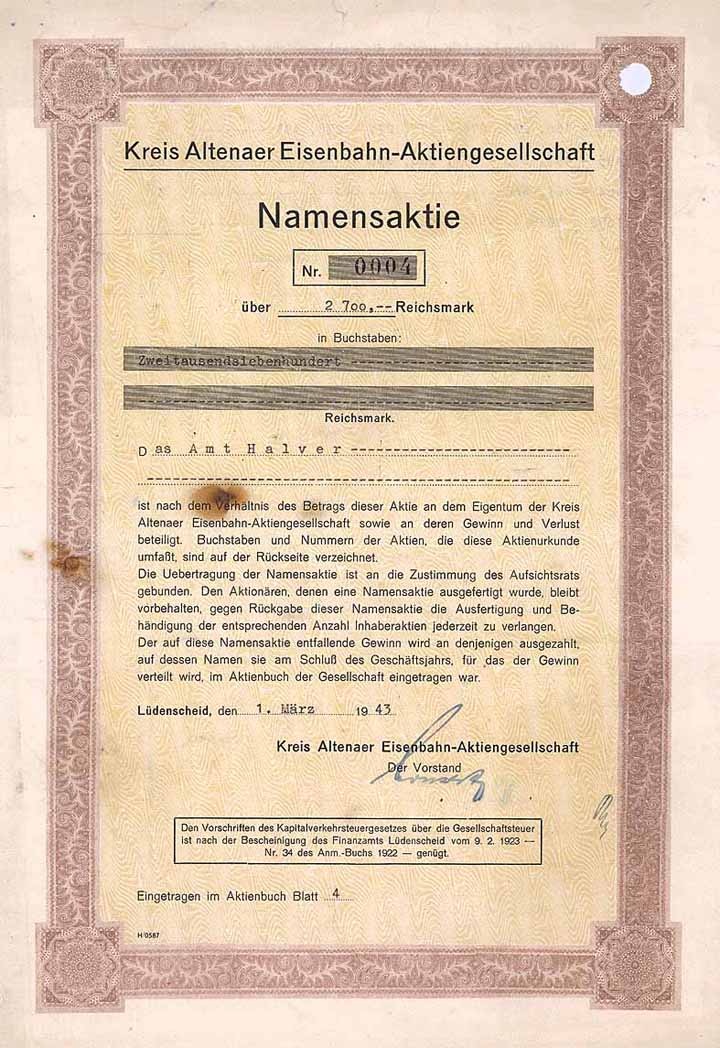 Kreis Altenaer Eisenbahn-Aktiengesellschaft
Namensaktie
Nr. 0004
über 2 700,-- Reichsmark
in Buchstaben:
Zweitausendsiebenhundert
Reichsmark.
Das Amt Halver
ist nach dem Verhältnis des Betrags dieser Aktie an dem Eigentum der Kreis
Altenaer Eisenbahn-Aktiengesellschaft sowie an deren Gewinn und Verlust
beteiligt. Buchstaben und Nummern der Aktien, die diese Aktienurkunde
umfaßt, sind auf der Rückseite verzeichnet.
Die Uebertragung der Namensaktie ist an die Zustimmung des Aufsichtsrats
gebunden. Den Aktionären, denen eine Namensaktie ausgefertigt wurde, bleibt
vorbehalten, gegen Rückgabe dieser Namensaktie die Ausfertigung und Be-
händigung der entsprechenden Anzahl Inhaberaktien jederzeit zu verlangen.
Der auf diese Namensaktie entfallende Gewinn wird an denjenigen ausgezahlt,
auf dessen Namen sie am Schluß des Geschäftsjahrs, für das der Gewinn
verteilt wird, im Aktienbuch der Gesellschaft eingetragen war.
Lüdenscheid, den 1. März 1943
Kreis Altenaer Eisenbahn-Aktiengesellschaft
Der Vorstand
Den Vorschriften des Kapitalverkehrsteuergesetzes über die Gesellschaftsteuer
ist nach der Bescheinigung des Finanzamts Lüdenscheid vom 9. 2. 1923 —
Nr. 34 des Anm.-Buchs 1922 — genügt.
Eingetragen im Aktienbuch Blatt 4
H/0587